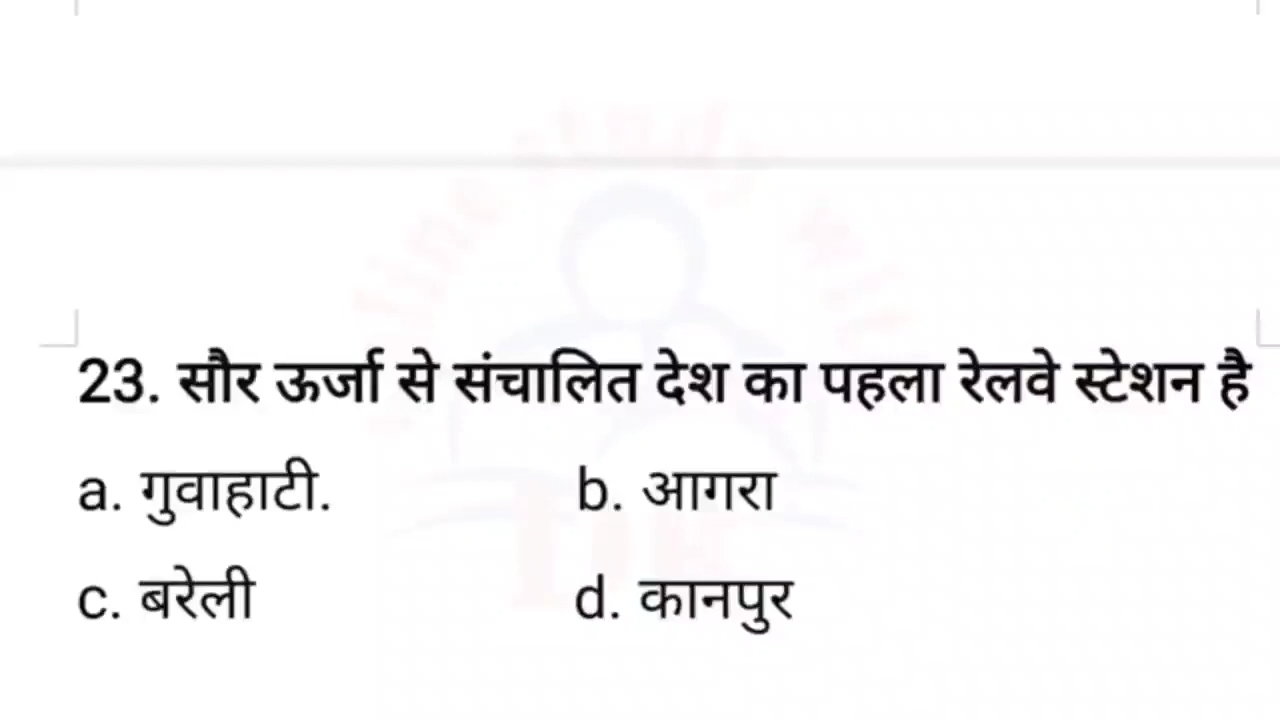 23. सौर ऊर्जा से संचालित देश का पहला रेलवे स्टेशन है
a. गुवाहाटी. b. आगरा
c. बरेली d. कानपुर